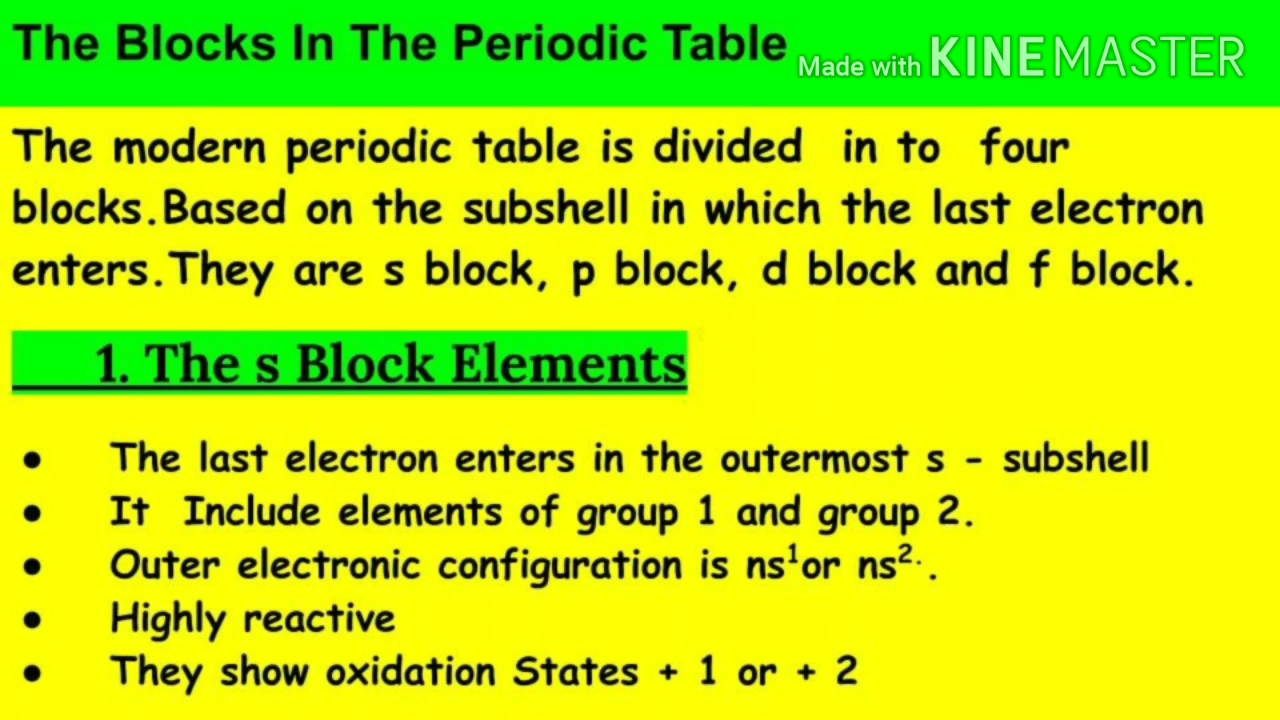 The Blocks In The Periodic Table
Made with KINEMASTER
The modern periodic table is divided in to four
blocks.Based on the subshell in which the last electron
enters.They are s block, p block, d block and f block.
1. The s Block Elements
● The last electron enters in the outermost s - subshell
● It Include elements of group 1 and group 2.
● Outer electronic configuration is ns¹or ns²·.
● Highly reactive
● They show oxidation States + 1 or + 2